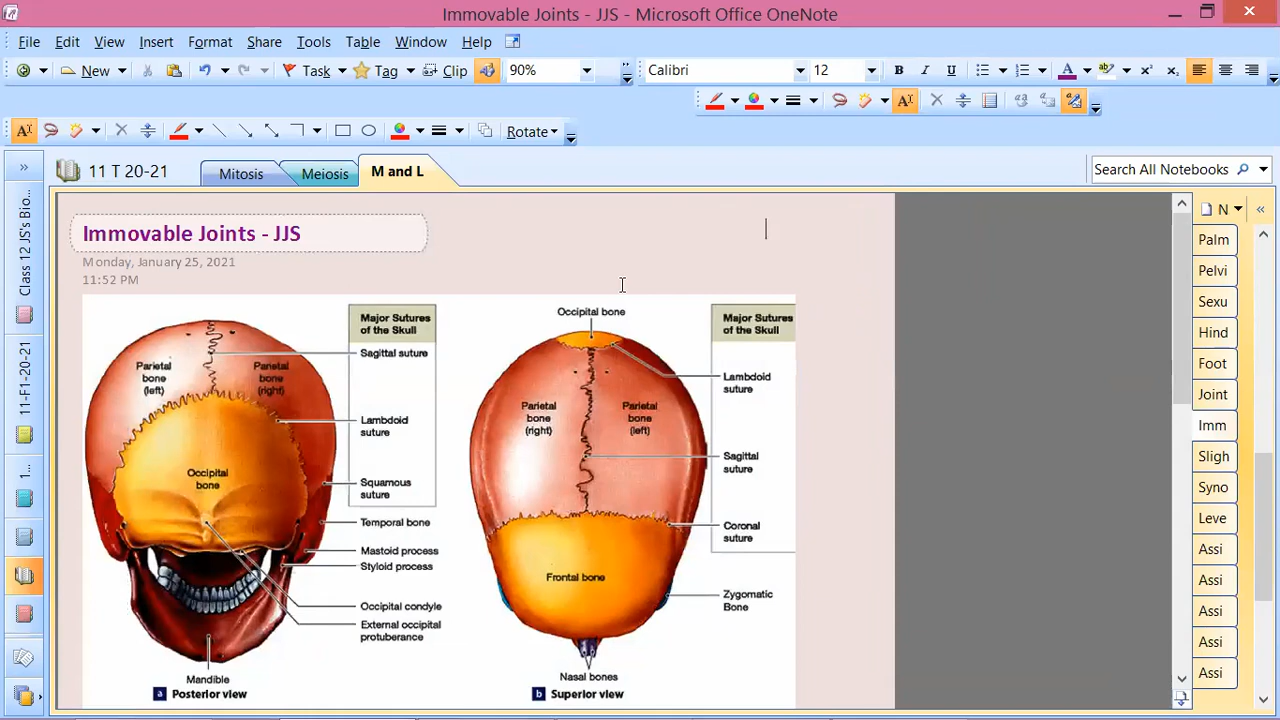 Immovable Joints - JJS - Microsoft Office OneNote
File Edit View Insert Format Share Tools Table Window Help
New Task Tag Clip 90% Calibri 12 B I U
Rotate
11 T 20-21 Mitosis Meiosis M and L Search All Notebooks
Immovable Joints - JJS
Monday, January 25, 2021
11:52 PM
Major Sutures
of the Skull
Sagittal suture
Parietal
bone
(left)
Parietal
bone
(right)
Lambdoid
suture
Occipital
bone
Squamous
suture
Temporal bone
Mastoid process
Styloid process
Occipital condyle
External occipital
protuberance
Mandible
a Posterior view
Occipital bone
Major Sutures
of the Skull
Lambdoid
suture
Parietal
bone
(right)
Parietal
bone
(left)
Sagittal
suture
Coronal
suture
Frontal bone
Zygomatic
Bone
Nasal bones
b Superior view
Class 12 JJS's Bio...
11-T-1-20-21
1...
N
Palm
Pelvi
Sexu
Hind
Foot
Joint
Imm
Sligh
Syno
Leve
Assi
Assi
Assi
Assi
Assi